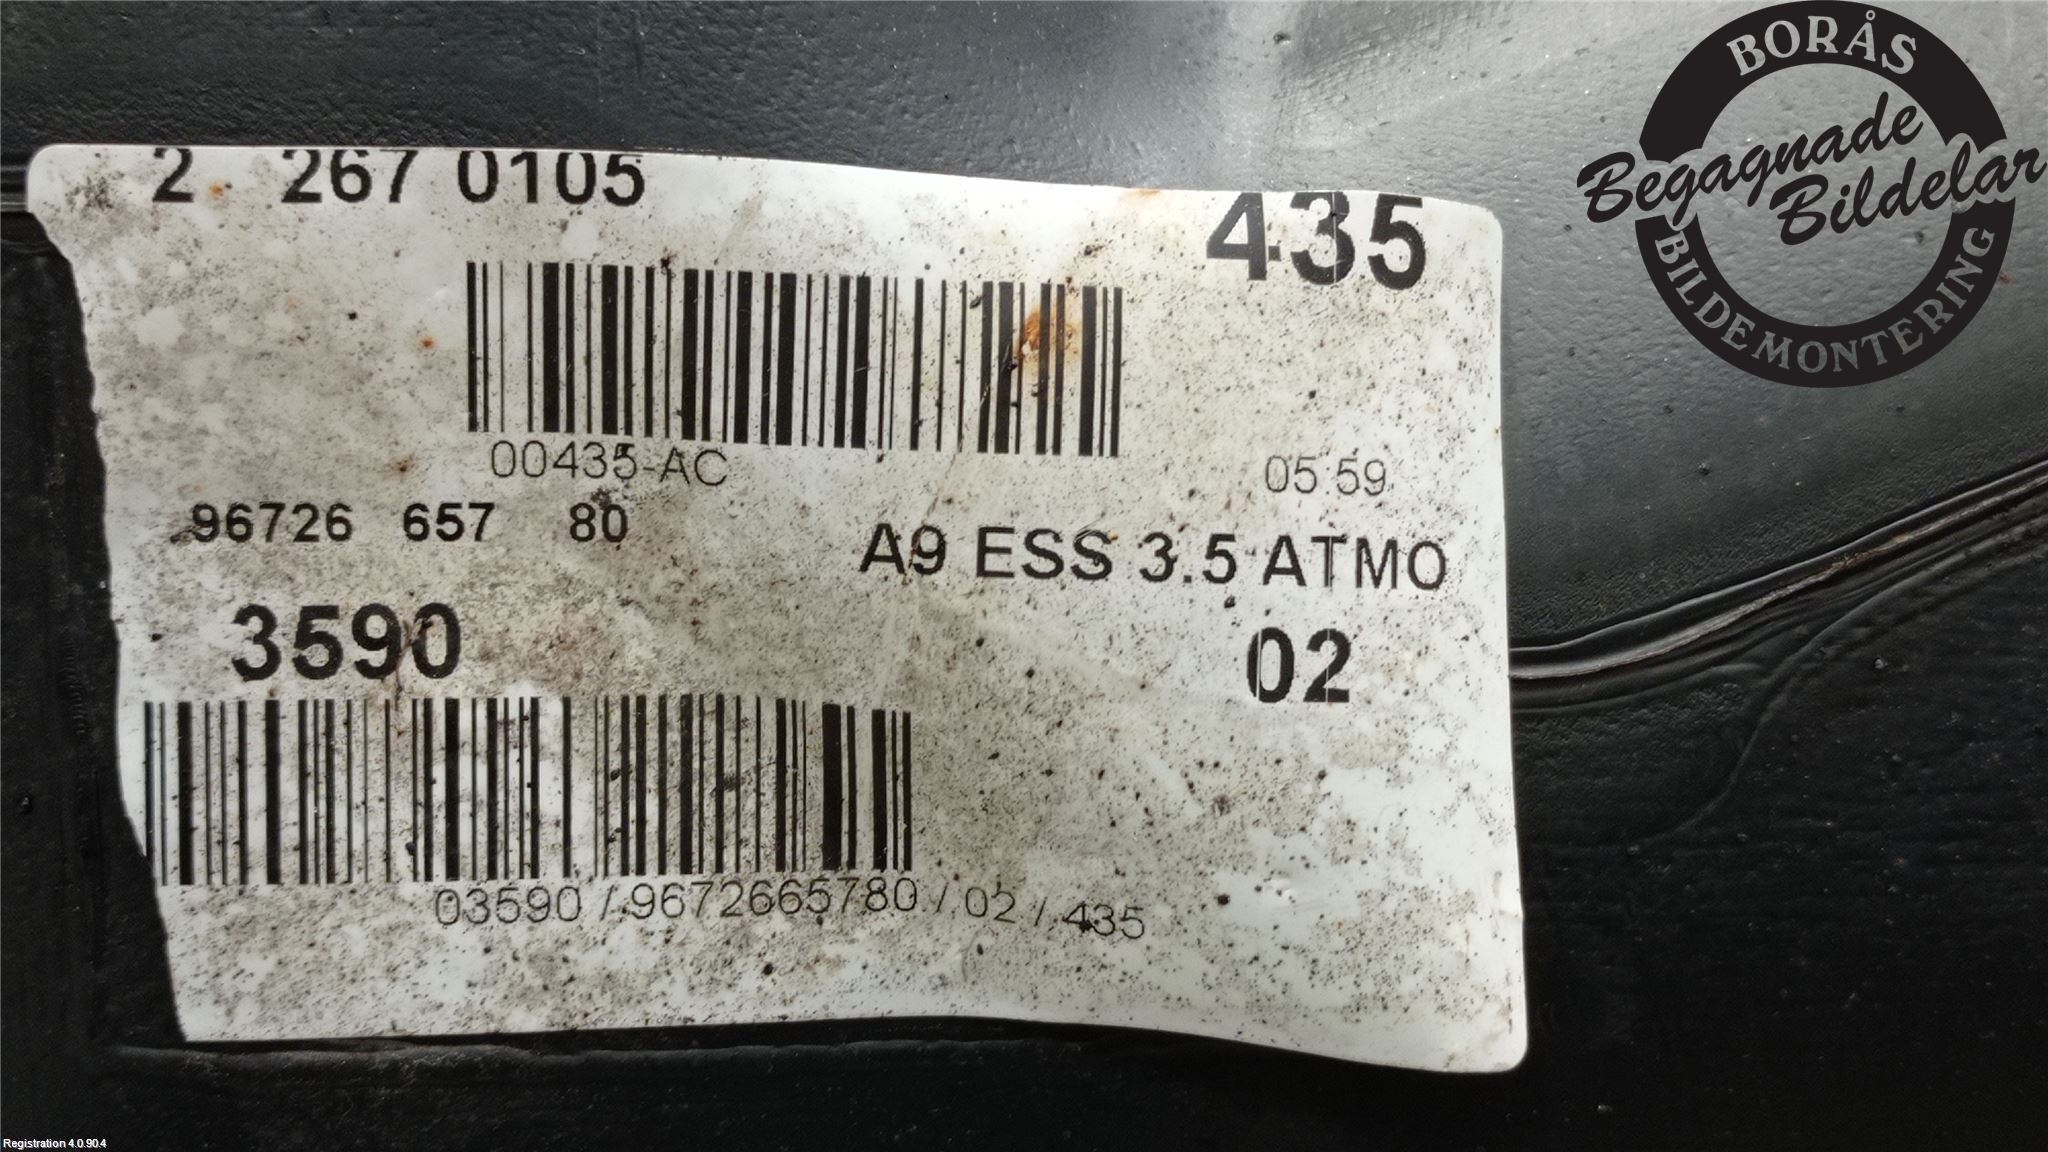 2 267 0105
435
00435-AC
05:59
96726 657 80
A9 ESS 3.5 ATMO
3590
02
03590 / 9672665780 / 02 / 435
BORÅS
Begagnade
Bildelar
BILDEMONTERING
Registration 4.0.90.4